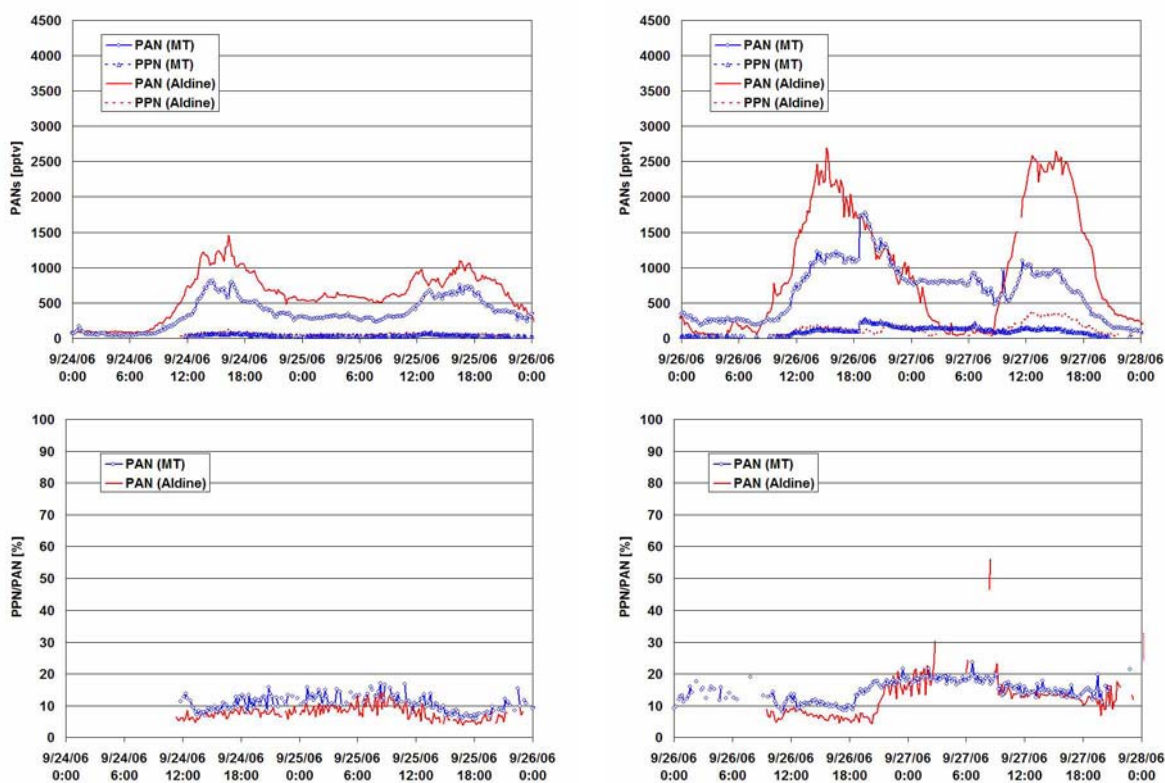 4500
4000
3500
3000
2500
2000
1500
1000
500
0
PANs [pptv]
PAN (MT)
PPN (MT)
PAN (Aldine)
PPN (Aldine)
9/24/06 9/24/06 9/24/06 9/24/06 9/25/06 9/25/06 9/25/06 9/25/06 9/26/06
0:00 6:00 12:00 18:00 0:00 6:00 12:00 18:00 0:00
4500
4000
3500
3000
2500
2000
1500
1000
500
0
PANs [pptv]
PAN (MT)
PPN (MT)
PAN (Aldine)
PPN (Aldine)
9/26/06 9/26/06 9/26/06 9/26/06 9/27/06 9/27/06 9/27/06 9/27/06 9/28/06
0:00 6:00 12:00 18:00 0:00 6:00 12:00 18:00 0:00
100
90
80
70
60
50
40
30
20
10
0
PPN/PAN [%]
PAN (MT)
PAN (Aldine)
9/24/06 9/24/06 9/24/06 9/24/06 9/25/06 9/25/06 9/25/06 9/25/06 9/26/06
0:00 6:00 12:00 18:00 0:00 6:00 12:00 18:00 0:00
100
90
80
70
60
50
40
30
20
10
0
PPN/PAN [%]
PAN (MT)
PAN (Aldine)
9/26/06 9/26/06 9/26/06 9/26/06 9/27/06 9/27/06 9/27/06 9/27/06 9/28/06
0:00 6:00 12:00 18:00 0:00 6:00 12:00 18:00 0:00